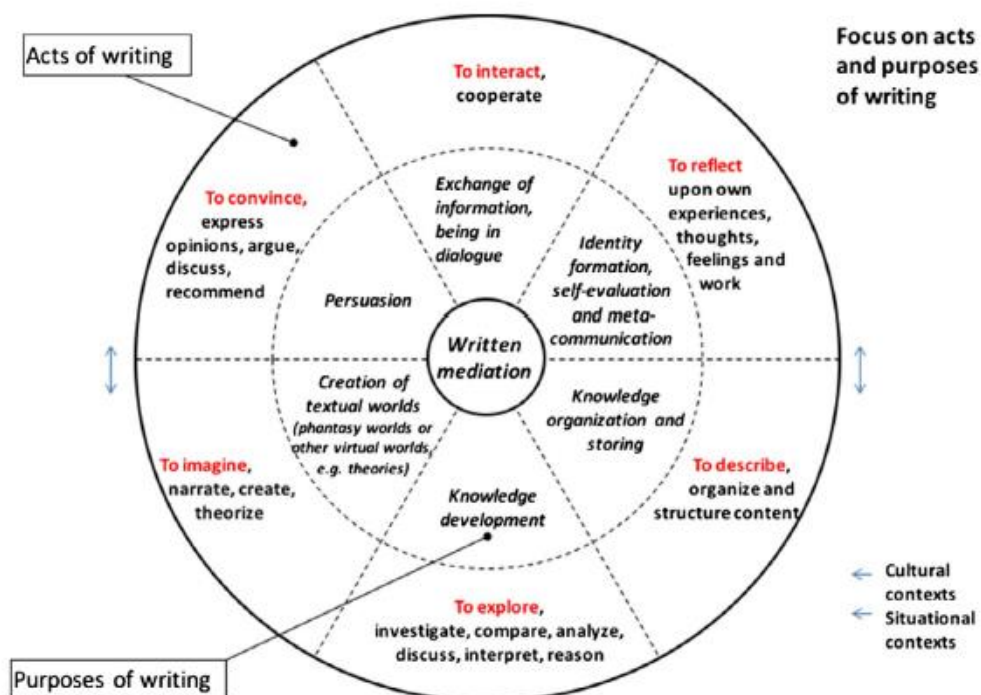 Focus on acts
and purposes
of writing
Acts of writing
To interact,
cooperate
To reflect
upon own
experiences,
thoughts,
feelings and
work
To convince,
express
opinions, argue,
discuss,
recommend
Exchange of
information,
being in
dialogue
Identity
formation,
self-evaluation
and meta-
communication
Persuasion
Written
mediation
Creation of
textual worlds
(phantasy worlds or
other virtual worlds,
e.g. theories)
Knowledge
organization and
storing
To imagine,
narrate, create,
theorize
Knowledge
development
To describe,
organize and
structure content
To explore,
investigate, compare, analyze,
discuss, interpret, reason
Cultural
contexts
Situational
contexts
Purposes of writing